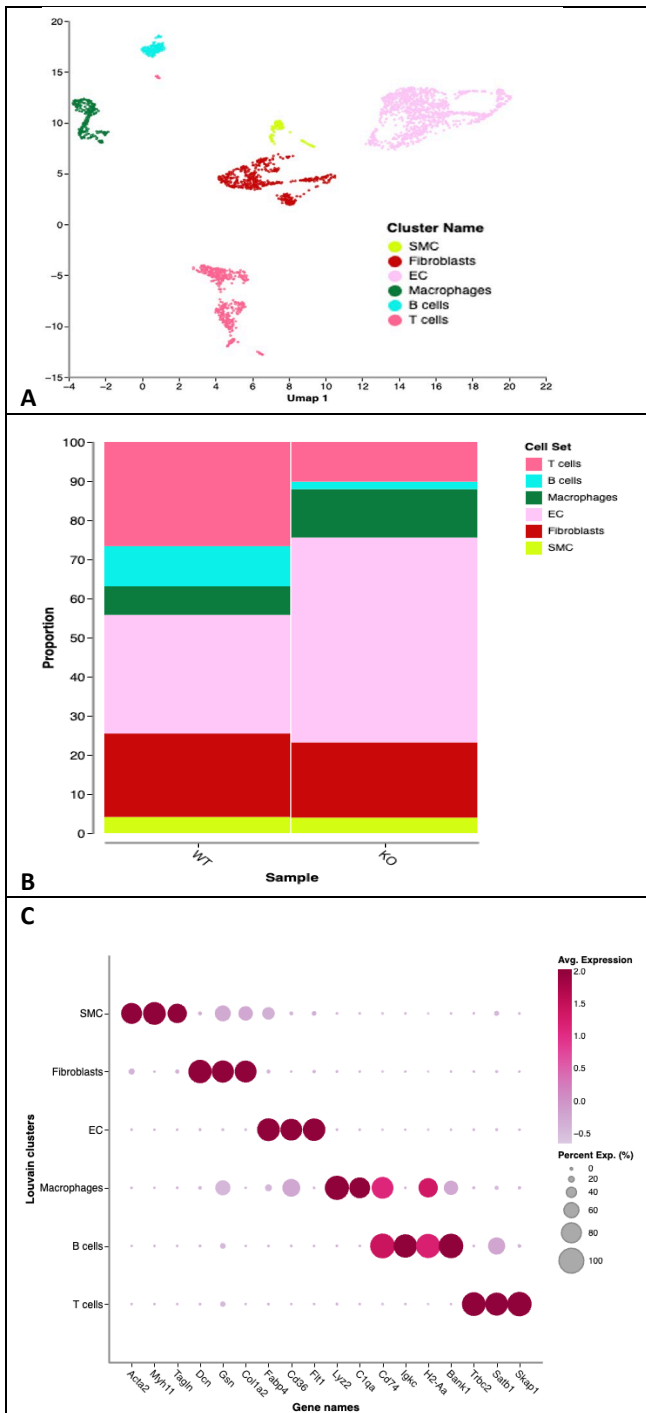 20
15
10
5
0
−5
−10
−15
−4 −2 0 2 4 6 8 10 12 14 16 18 20 22
Umap 1
Cluster Name
SMC
Fibroblasts
EC
Macrophages
B cells
T cells
A
100
90
80
70
60
50
40
30
20
10
0
Proportion
WT KO
Sample
Cell Set
T cells
B cells
Macrophages
EC
Fibroblasts
SMC
B
C
Avg. Expression
2.0
1.5
1.0
0.5
0.0
−0.5
Percent Exp. (%)
0
20
40
60
80
100
Louvain clusters
SMC
Fibroblasts
EC
Macrophages
B cells
T cells
Acta2 Myh11 Tagln Dcn Gsn Col1a2 Fabp4 Cd36 Flt1 Lyz2 C1qa Cd74 Igkc H2-Aa Bank1 Trbc2 Satb1 Skap1
Gene names